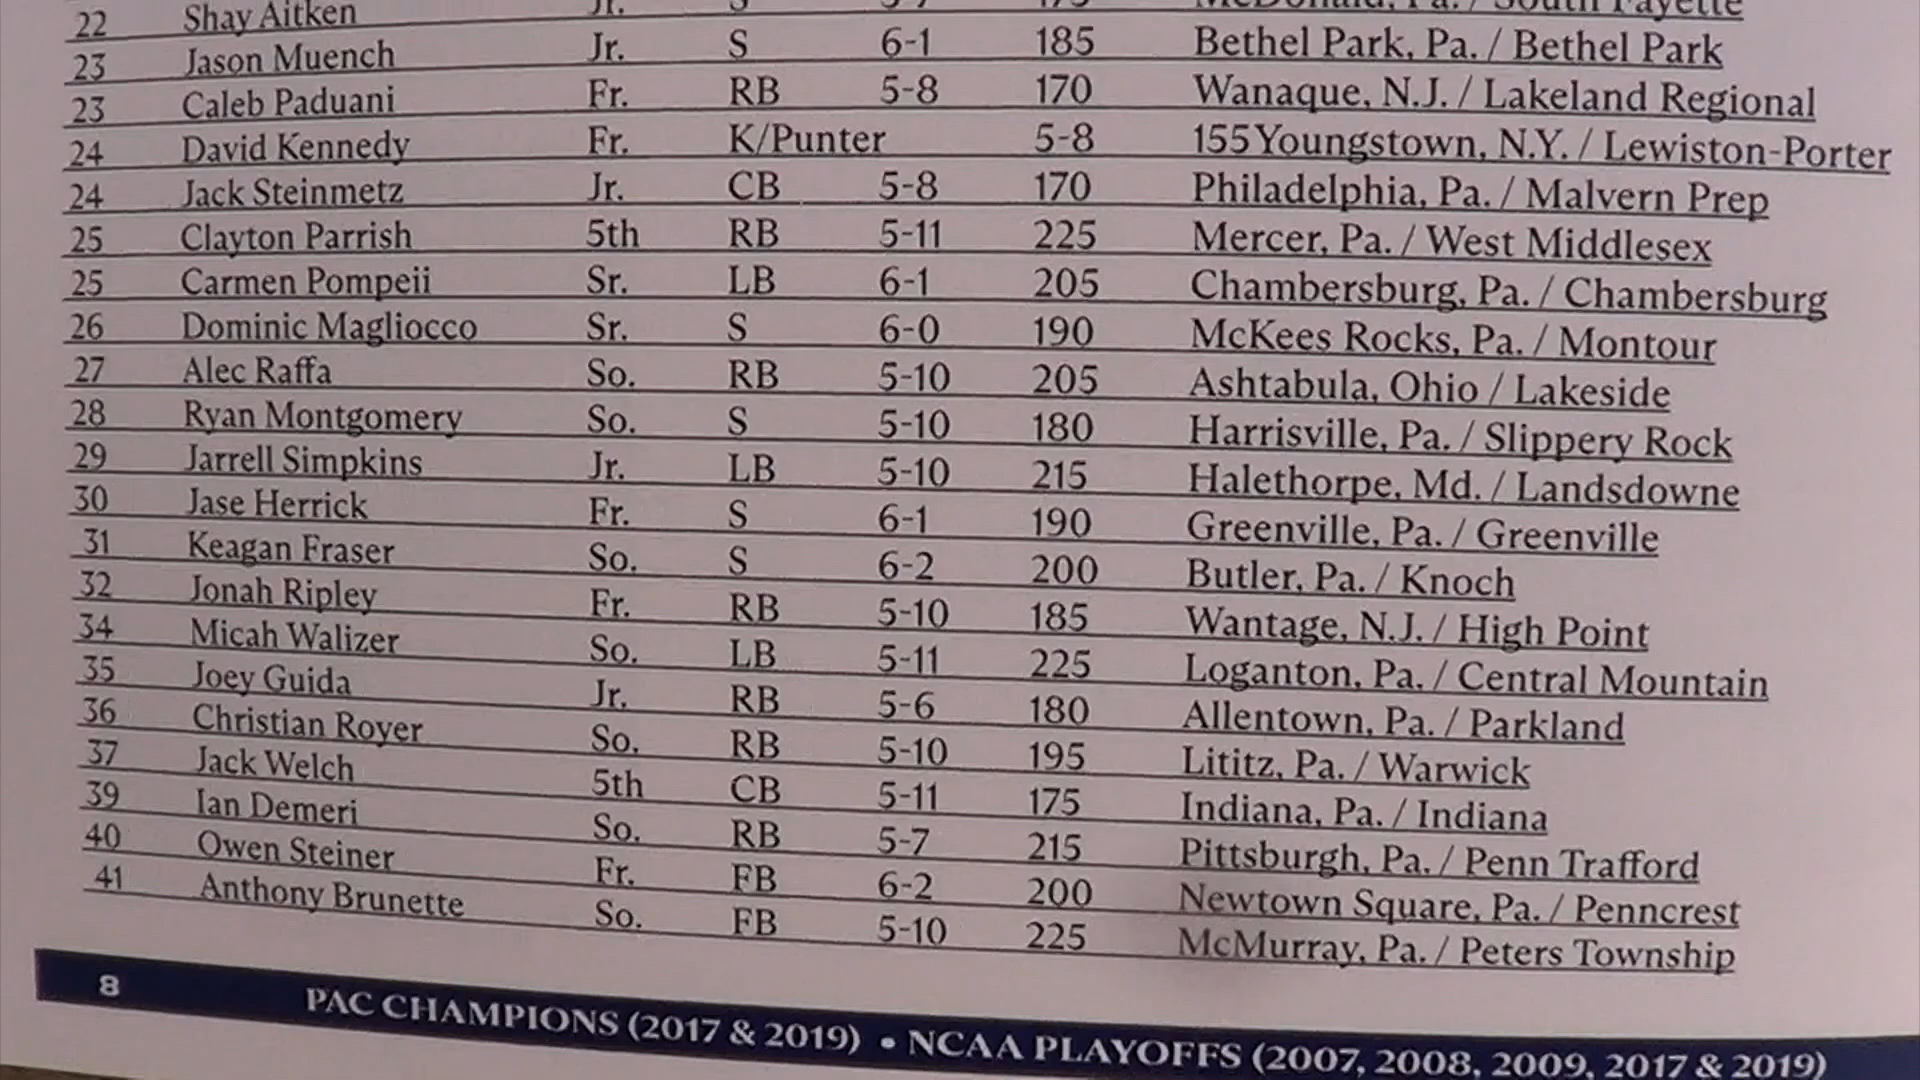 22 Shay Aitken Jr. S 5-7 175 McDonald, Pa. / South Fayette
23 Jason Muench Jr. S 6-1 185 Bethel Park, Pa. / Bethel Park
23 Caleb Paduani Fr. RB 5-8 170 Wanaque, N.J. / Lakeland Regional
24 David Kennedy Fr. K/Punter 5-8 155 Youngstown, N.Y. / Lewiston-Porter
24 Jack Steinmetz Jr. CB 5-8 170 Philadelphia, Pa. / Malvern Prep
25 Clayton Parrish 5th RB 5-11 225 Mercer, Pa. / West Middlesex
25 Carmen Pompeii Sr. LB 6-1 205 Chambersburg, Pa. / Chambersburg
26 Dominic Magliocco Sr. S 6-0 190 McKees Rocks, Pa. / Montour
27 Alec Raffa So. RB 5-10 205 Ashtabula, Ohio / Lakeside
28 Ryan Montgomery So. S 5-10 180 Harrisville, Pa. / Slippery Rock
29 Jarrell Simpkins Jr. LB 5-10 215 Halethorpe, Md. / Landsdowne
30 Jase Herrick Fr. S 6-1 190 Greenville, Pa. / Greenville
31 Keagan Fraser So. S 6-2 200 Butler, Pa. / Knoch
32 Jonah Ripley Fr. RB 5-10 185 Wantage, N.J. / High Point
34 Micah Walizer So. LB 5-11 225 Loganton, Pa. / Central Mountain
35 Joey Guida Jr. RB 5-6 180 Allentown, Pa. / Parkland
36 Christian Royer So. RB 5-10 195 Lititz, Pa. / Warwick
37 Jack Welch 5th CB 5-11 175 Indiana, Pa. / Indiana
39 Ian Demeri So. RB 5-7 215 Pittsburgh, Pa. / Penn Trafford
40 Owen Steiner Fr. FB 6-2 200 Newtown Square, Pa. / Penncrest
41 Anthony Brunette So. FB 5-10 225 McMurray, Pa. / Peters Township
8 PAC CHAMPIONS (2017 & 2019) • NCAA PLAYOFFS (2007, 2008, 2009, 2017 & 2019)